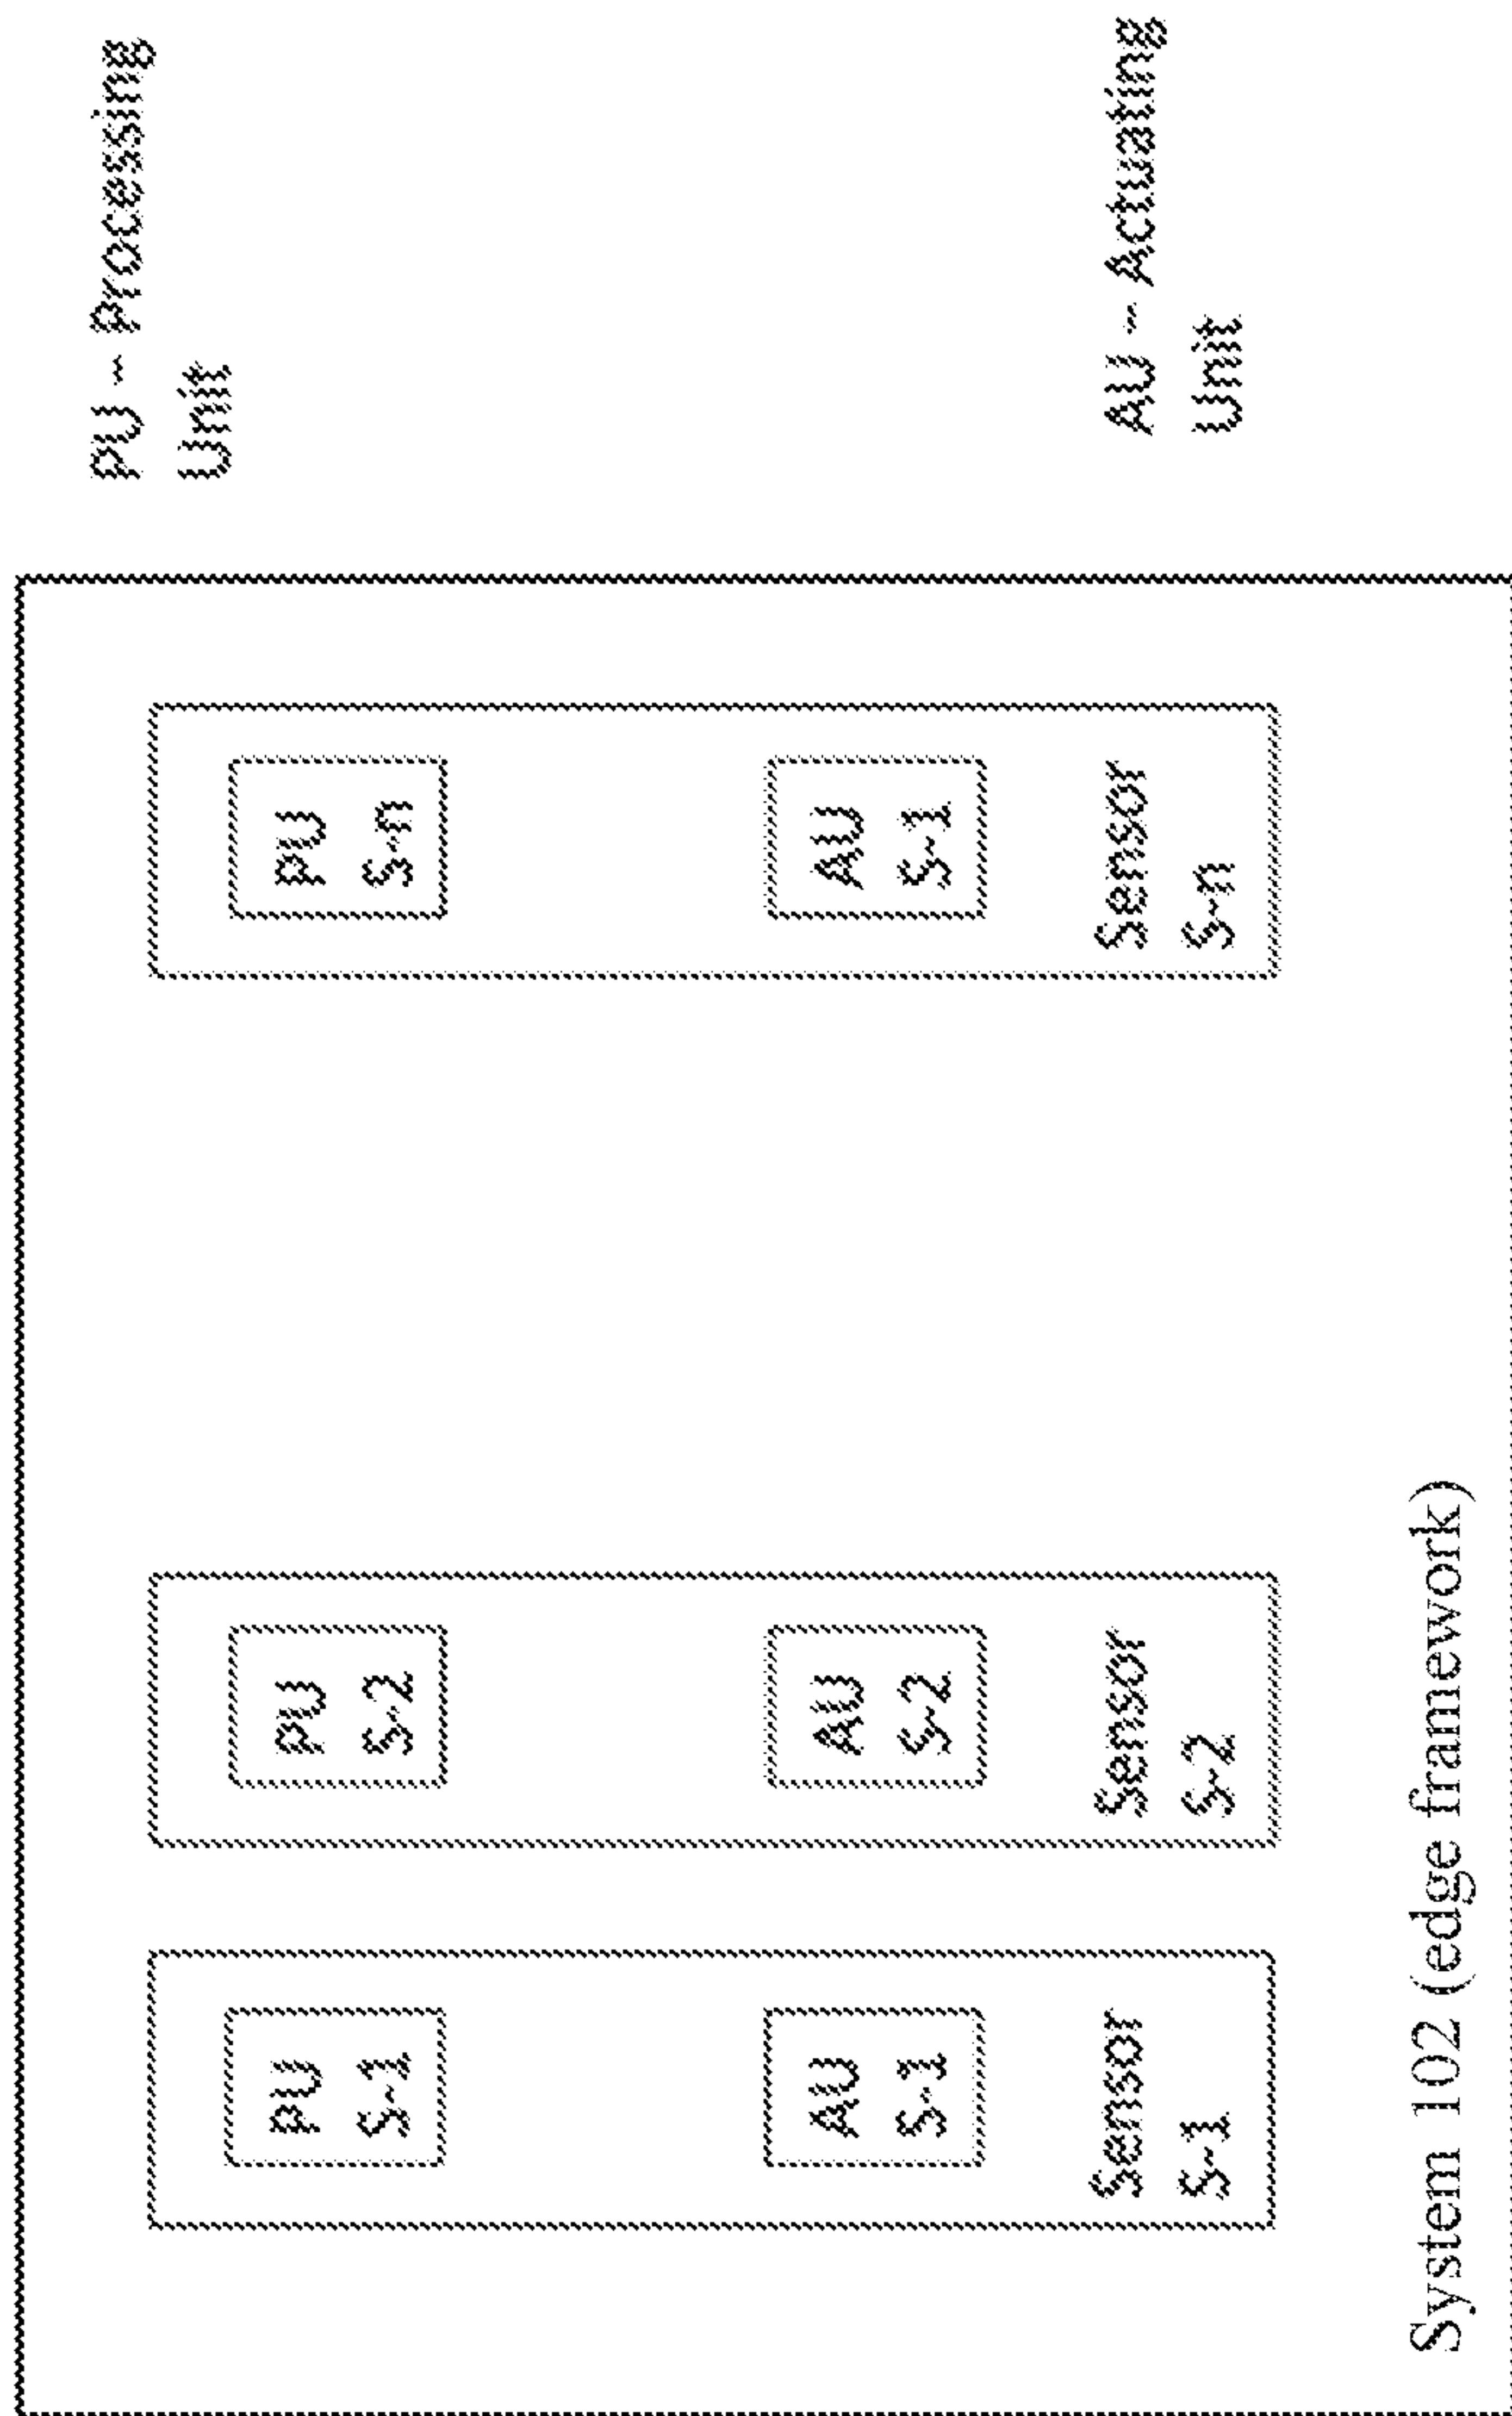 PU
S-1
AU
S-1
Sensor
S-1
PU
S-2
AU
S-2
Sensor
S-2
PU
S-n
AU
S-1
Sensor
S-n
System 102 (edge framework)
PU – Processing
Unit
AU – Actuating
Unit